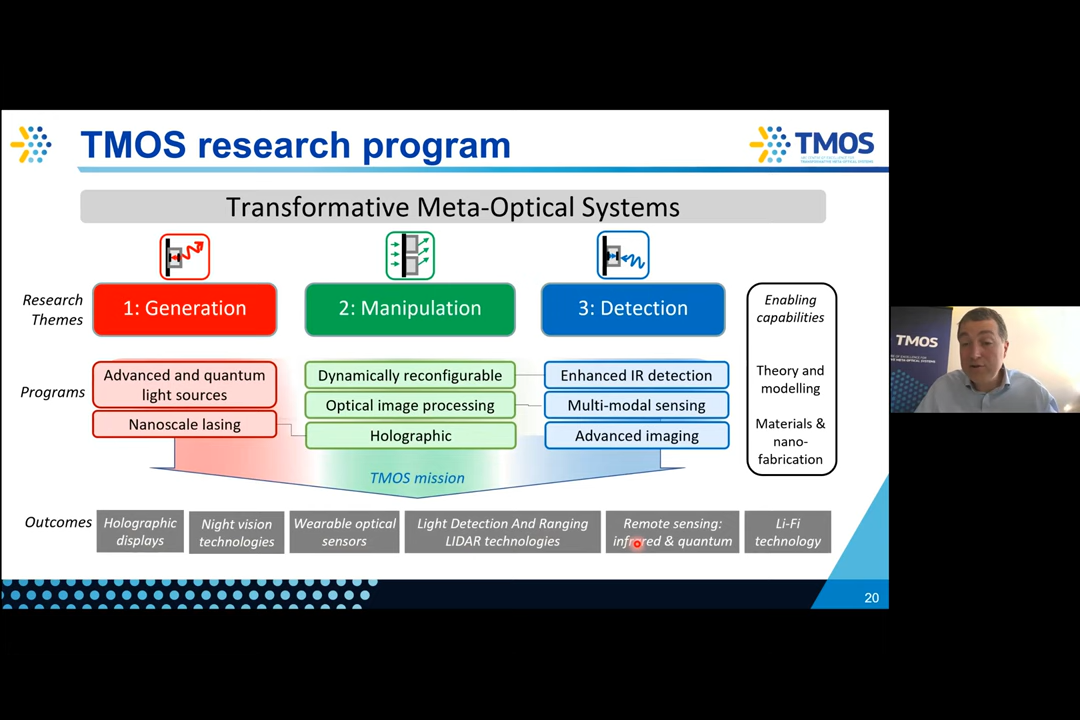 TMOS research program
TMOS
Transformative Meta-Optical Systems
Research
Themes
1: Generation
2: Manipulation
3: Detection
Enabling
capabilities
Theory and
modelling
Materials &
nano-
fabrication
Programs
Advanced and quantum
light sources
Nanoscale lasing
Dynamically reconfigurable
Optical image processing
Holographic
Enhanced IR detection
Multi-modal sensing
Advanced imaging
TMOS mission
Outcomes
Holographic
displays
Night vision
technologies
Wearable optical
sensors
Light Detection And Ranging
LIDAR technologies
Remote sensing:
infrared & quantum
Li-Fi
technology
20
TMOS